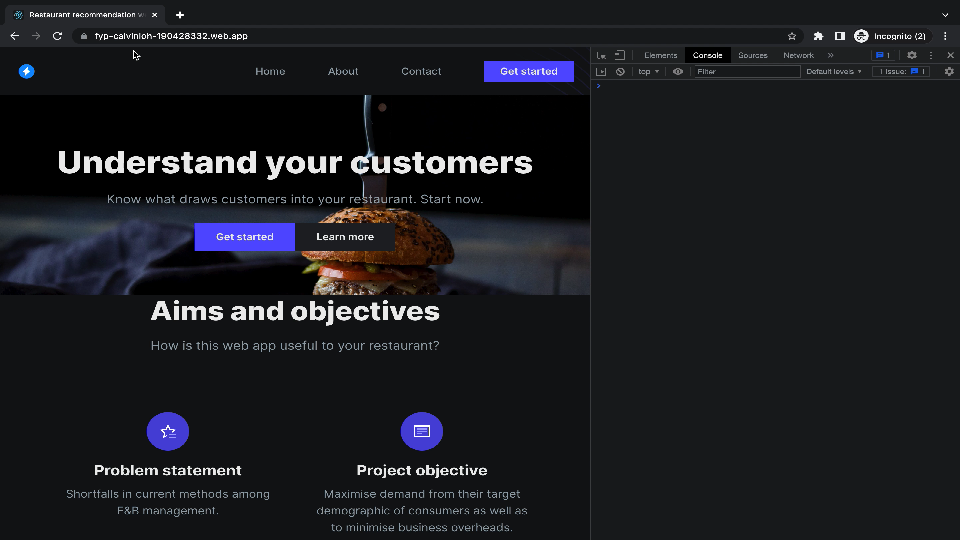 Restaurant recommendation w
fyp-calvinloh-190428332.web.app
Incognito (2)
Home
About
Contact
Get started
Elements
Console
Sources
Network
»
1
top
Filter
Default levels
1 Issue:
1
Understand your customers
Know what draws customers into your restaurant. Start now.
Get started
Learn more
Aims and objectives
How is this web app useful to your restaurant?
Problem statement
Shortfalls in current methods among
F&B management.
Project objective
Maximise demand from their target
demographic of consumers as well as
to minimise business overheads.